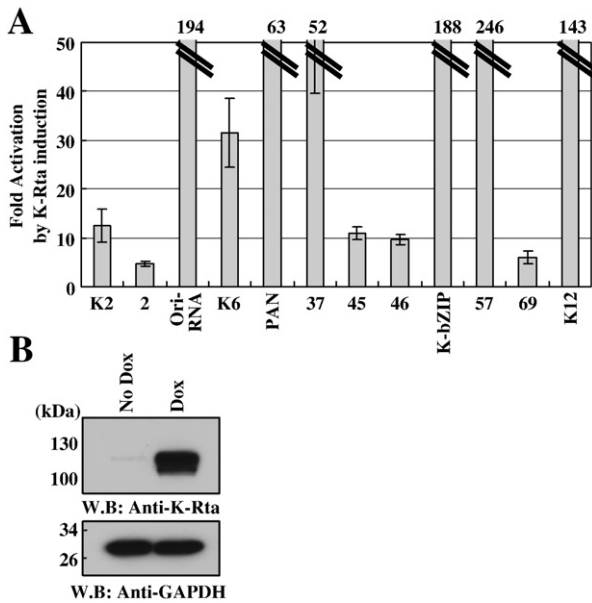 A
194 63 52 188 246 143
Fold Activation
by K-Rta induction
50
40
30
20
10
0
K2 2 Ori-RNA K6 PAN 37 45 46 K-bZIP 57 69 K12
B
No Dox Dox
(kDa)
130
100
W.B: Anti-K-Rta
34
26
W.B: Anti-GAPDH